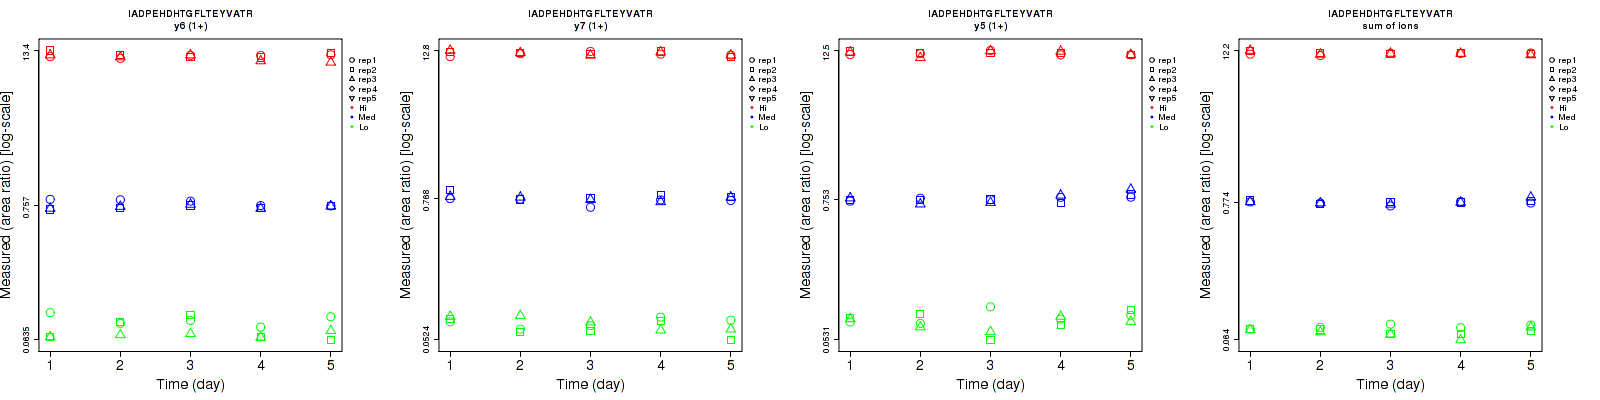 IADPEHDHTGFLTEYVATR
y6 (1+)
Measured (area ratio) [log-scale]
13.4
0.757
0.0635
1 2 3 4 5
Time (day)
rep1
rep2
rep3
rep4
rep5
Hi
Med
Lo
IADPEHDHTGFLTEYVATR
y7 (1+)
Measured (area ratio) [log-scale]
12.8
0.768
0.0524
1 2 3 4 5
Time (day)
rep1
rep2
rep3
rep4
rep5
Hi
Med
Lo
IADPEHDHTGFLTEYVATR
y5 (1+)
Measured (area ratio) [log-scale]
12.5
0.753
0.0531
1 2 3 4 5
Time (day)
rep1
rep2
rep3
rep4
rep5
Hi
Med
Lo
IADPEHDHTGFLTEYVATR
sum of ions
Measured (area ratio) [log-scale]
12.2
0.774
0.064
1 2 3 4 5
Time (day)
rep1
rep2
rep3
rep4
rep5
Hi
Med
Lo